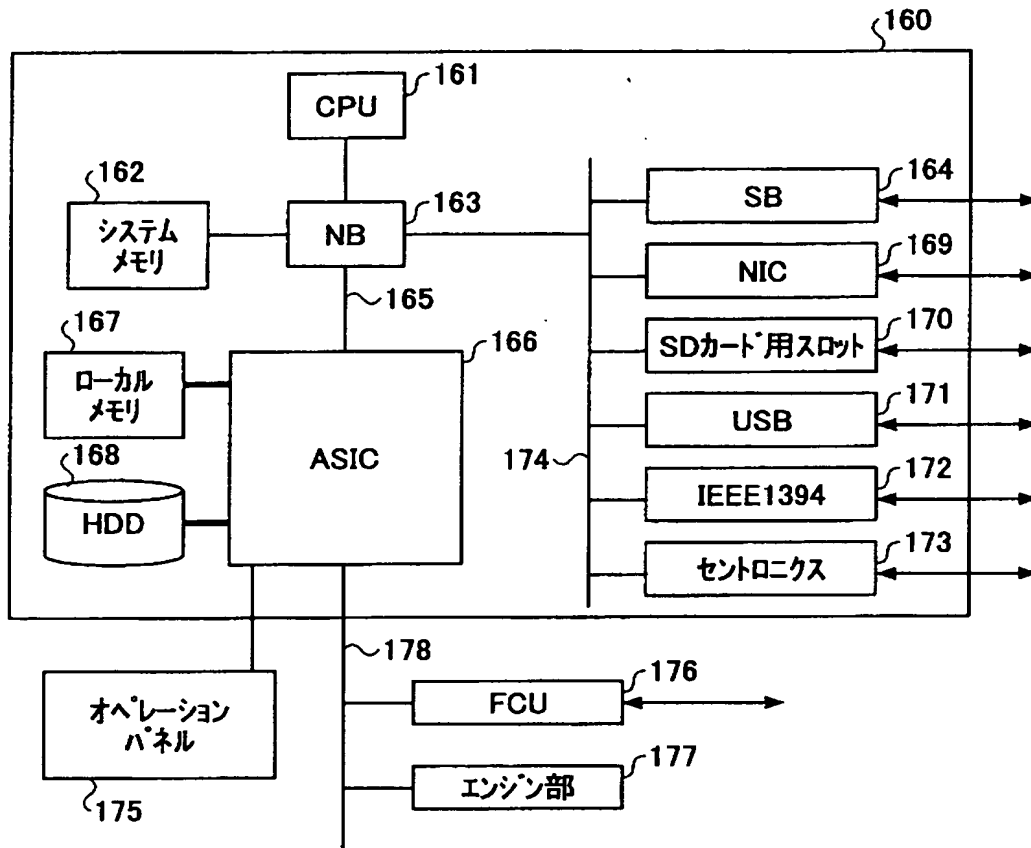 160
CPU
161
162
システム
メモリ
NB
163
SB
164
NIC
169
165
167
ローカル
メモリ
166
SDカード用スロット
170
ASIC
USB
171
168
HDD
174
IEEE1394
172
セントロニクス
173
178
オペレーション
パネル
175
FCU
176
エンジン部
177